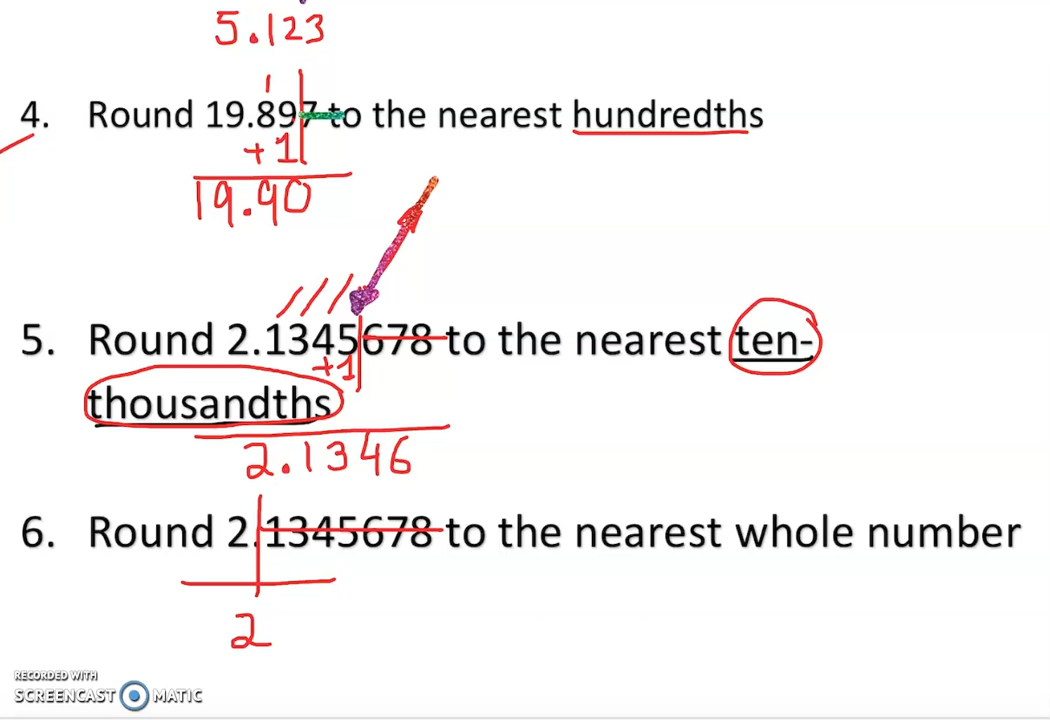 5.123
1
4. Round 19.897 to the nearest hundredths
+1
19.90
5. Round 2.1345678 to the nearest ten-
+1
thousandths
2.1346
6. Round 2.1345678 to the nearest whole number
2
RECORDED WITH
SCREENCAST MATIC